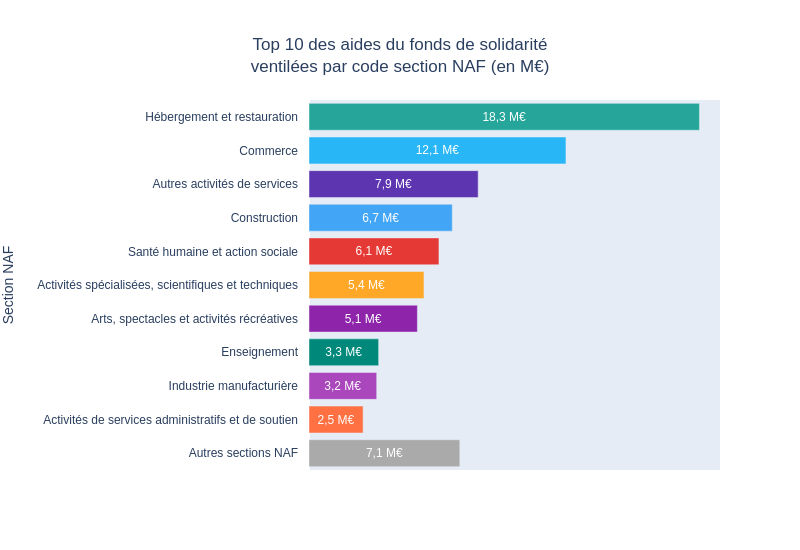 Top 10 des aides du fonds de solidarité
ventilées par code section NAF (en M€)
Section NAF
Hébergement et restauration 18,3 M€
Commerce 12,1 M€
Autres activités de services 7,9 M€
Construction 6,7 M€
Santé humaine et action sociale 6,1 M€
Activités spécialisées, scientifiques et techniques 5,4 M€
Arts, spectacles et activités récréatives 5,1 M€
Enseignement 3,3 M€
Industrie manufacturière 3,2 M€
Activités de services administratifs et de soutien 2,5 M€
Autres sections NAF 7,1 M€